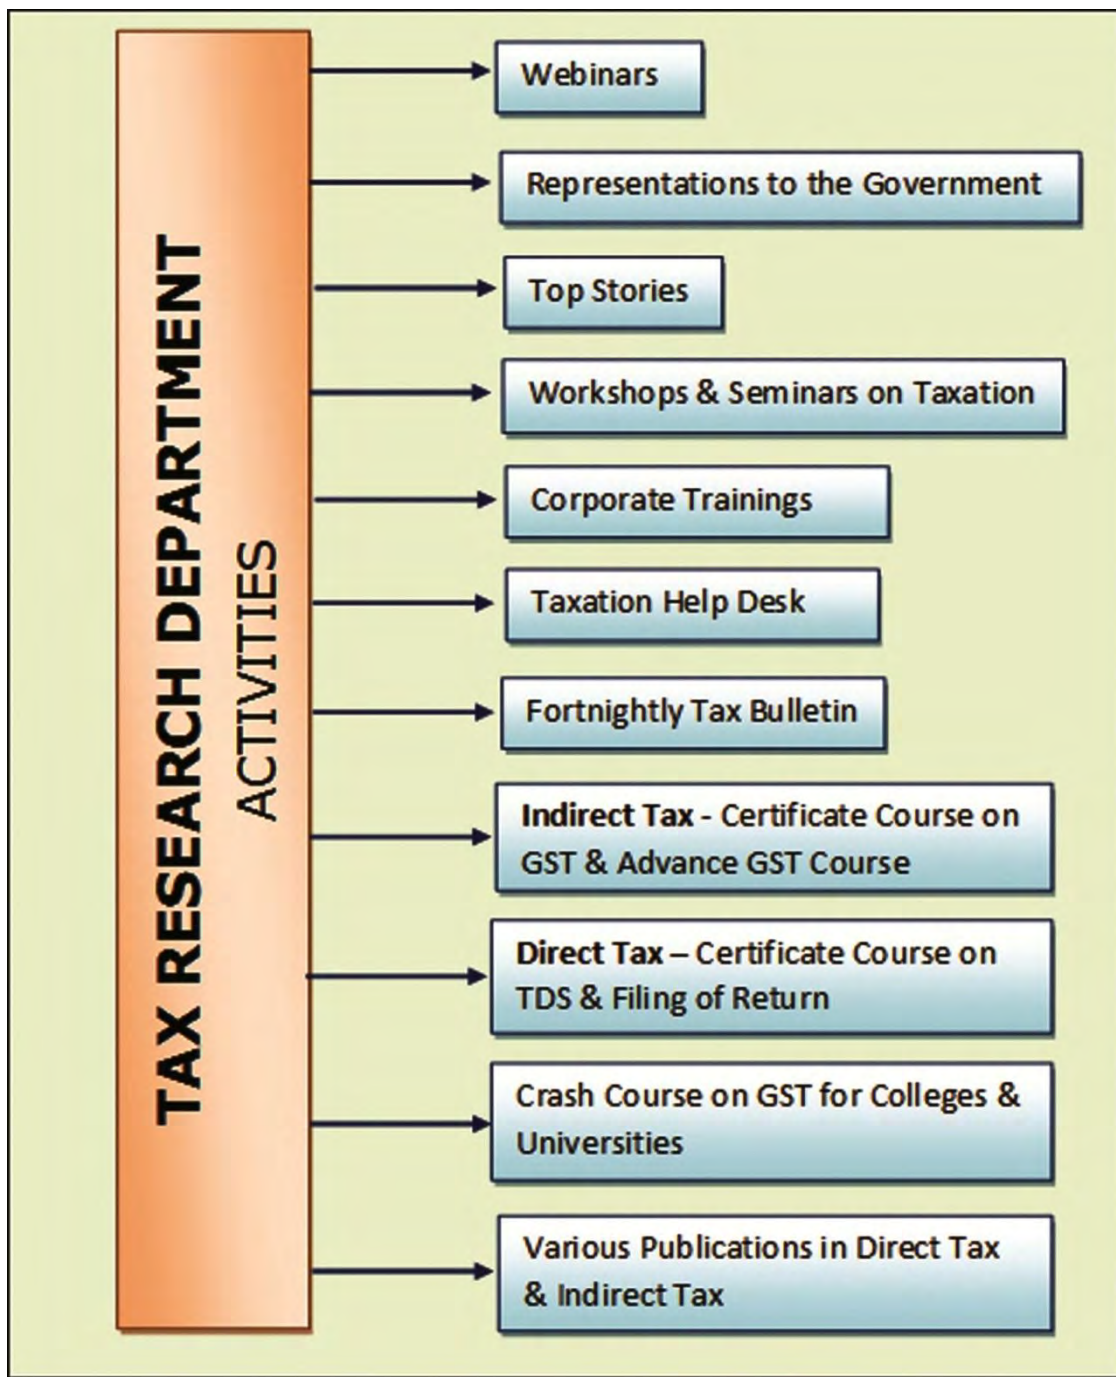 TAX RESEARCH DEPARTMENT
ACTIVITIES
Webinars
Representations to the Government
Top Stories
Workshops & Seminars on Taxation
Corporate Trainings
Taxation Help Desk
Fortnightly Tax Bulletin
Indirect Tax - Certificate Course on
GST & Advance GST Course
Direct Tax – Certificate Course on
TDS & Filing of Return
Crash Course on GST for Colleges &
Universities
Various Publications in Direct Tax
& Indirect Tax